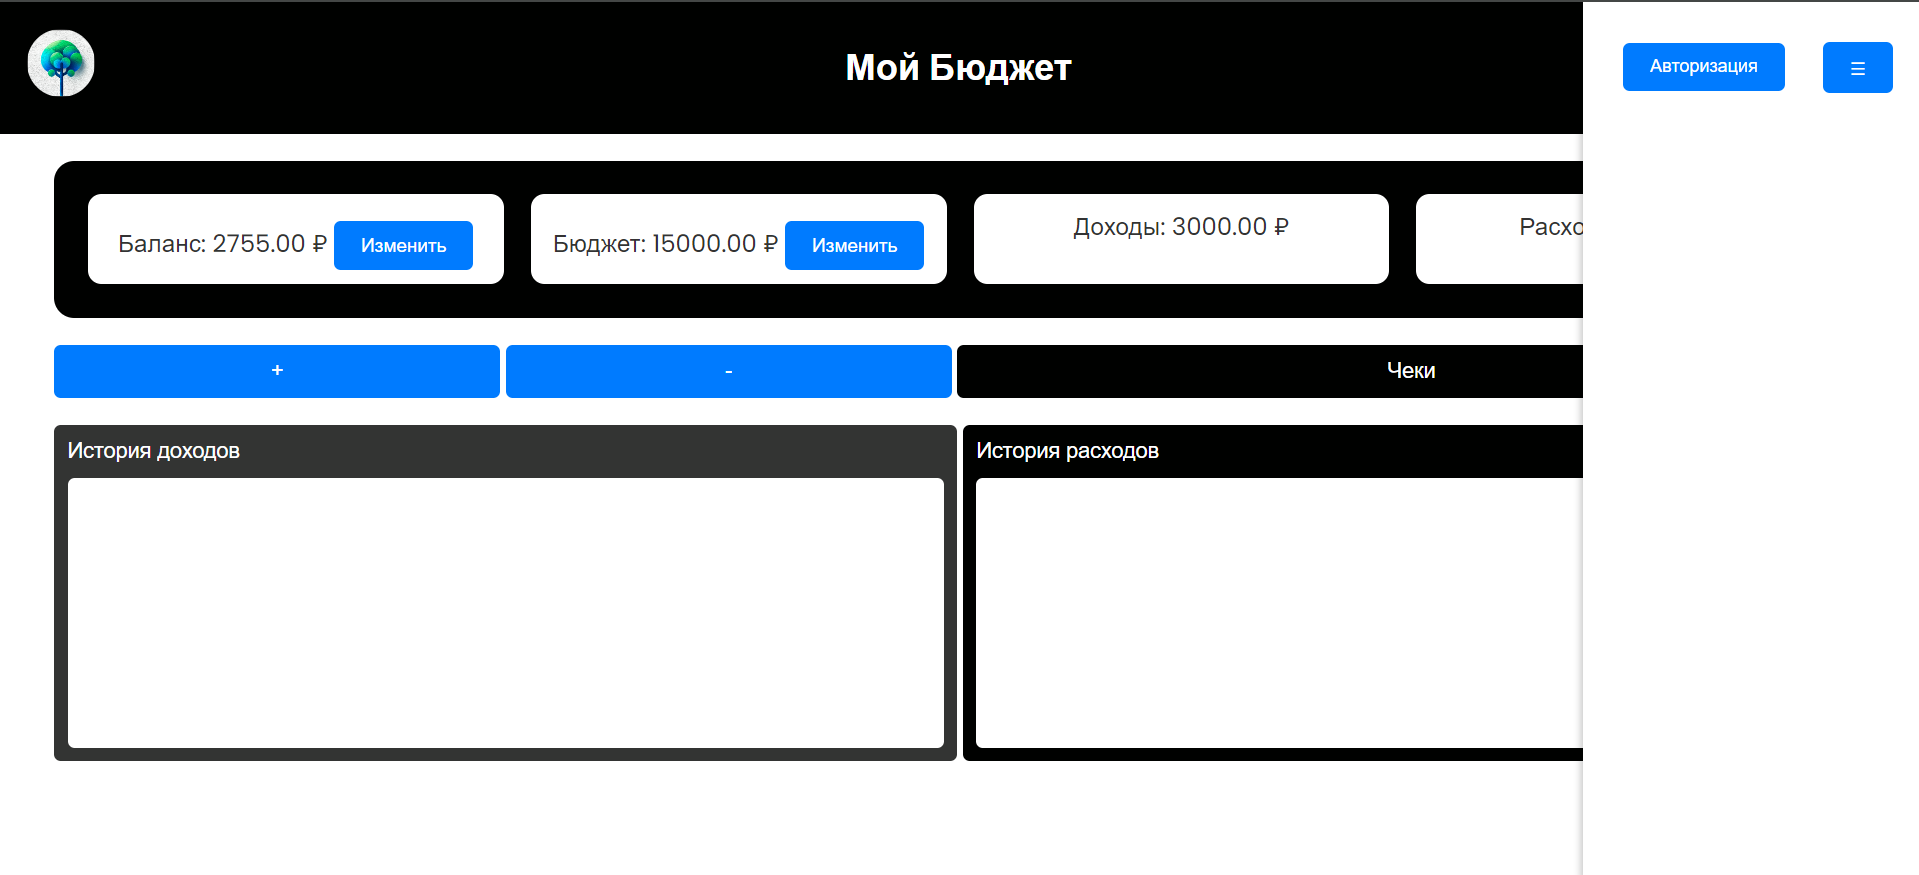 Мой Бюджет
Авторизация
☰
Баланс: 2755.00 ₽ Изменить
Бюджет: 15000.00 ₽ Изменить
Доходы: 3000.00 ₽
Расхо
+
-
Чеки
История доходов
История расходов